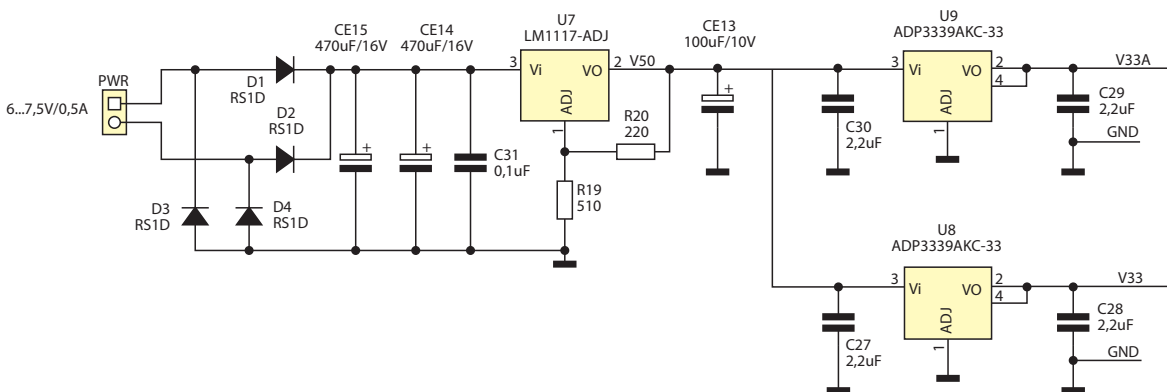 PWR
6...7,5V/0,5A
D1
RS1D
D2
RS1D
D3
RS1D
D4
RS1D
CE15
470uF/16V
+
CE14
470uF/16V
+
C31
0,1uF
U7
LM1117-ADJ
3
Vi
VO
2
ADJ
1
V50
R20
220
R19
510
CE13
100uF/10V
+
C30
2,2uF
U9
ADP3339AKC-33
3
Vi
VO
2
4
ADJ
1
V33A
C29
2,2uF
GND
C27
2,2uF
U8
ADP3339AKC-33
3
Vi
VO
2
4
ADJ
1
V33
C28
2,2uF
GND